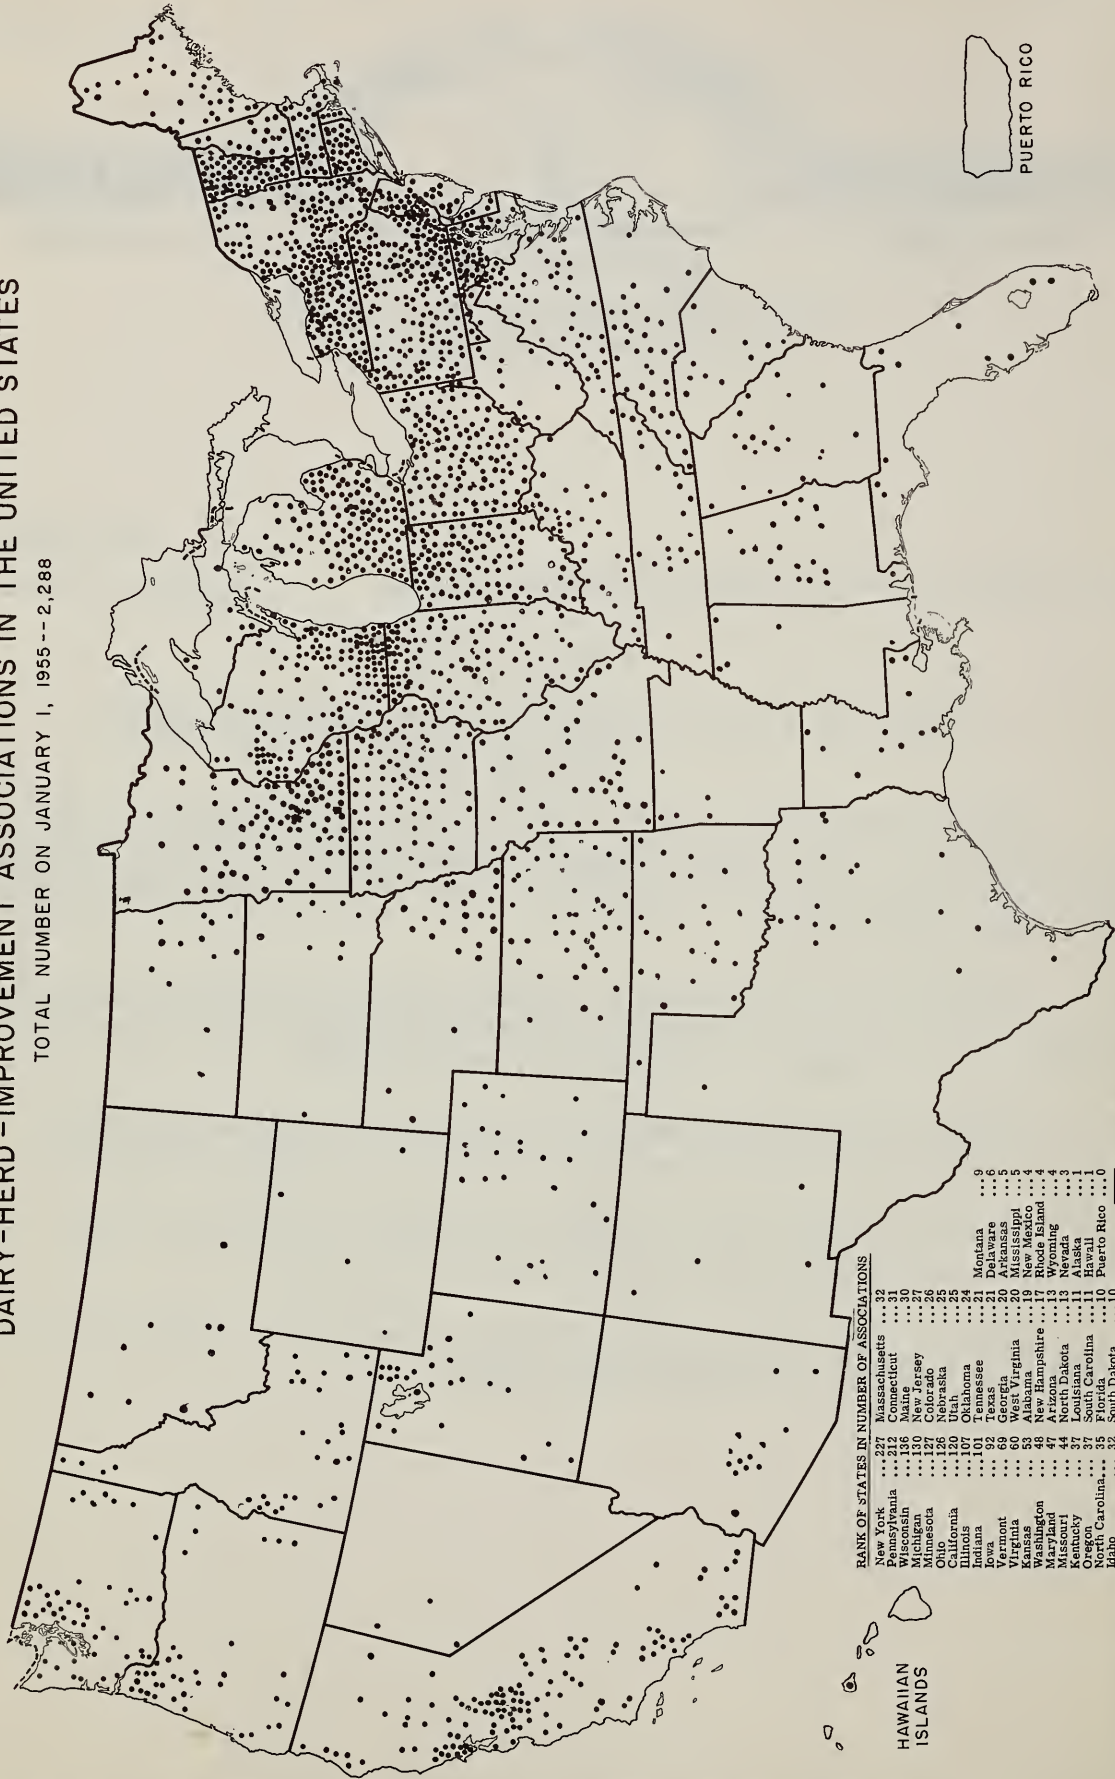 DAIRY-HERD-IMPROVEMENT ASSOCIATIONS IN THE UNITED STATES
TOTAL NUMBER ON JANUARY 1, 1955--2,288
PUERTO RICO
HAWAIIAN
ISLANDS
RANK OF STATES IN NUMBER OF ASSOCIATIONS
New York ....227 Massachusetts ....32
Pennsylvania ....212 Connecticut ....31
Wisconsin ....136 Maine ....30
Michigan ....130 New Jersey ....27
Minnesota ....127 Colorado ....26
Ohio ....126 Nebraska ....25
California ....120 Utah ....25
Illinois ....107 Oklahoma ....24
Indiana ....101 Tennessee ....21 Montana ....9
Iowa .... 92 Texas ....21 Delaware ....6
Vermont .... 69 Georgia ....20 Arkansas ....5
Virginia .... 60 West Virginia ....20 Mississippi ....5
Kansas .... 53 Alabama ....19 New Mexico ....4
Washington .... 48 New Hampshire ....17 Rhode Island ....4
Maryland .... 47 Arizona ....13 Wyoming ....4
Missouri .... 44 North Dakota ....13 Nevada ....3
Kentucky .... 37 Louisiana ....11 Alaska ....1
Oregon .... 37 South Carolina ....11 Hawaii ....1
North Carolina.... 35 Florida ....10 Puerto Rico ....0
Idaho .... 32 South Dakota ....10